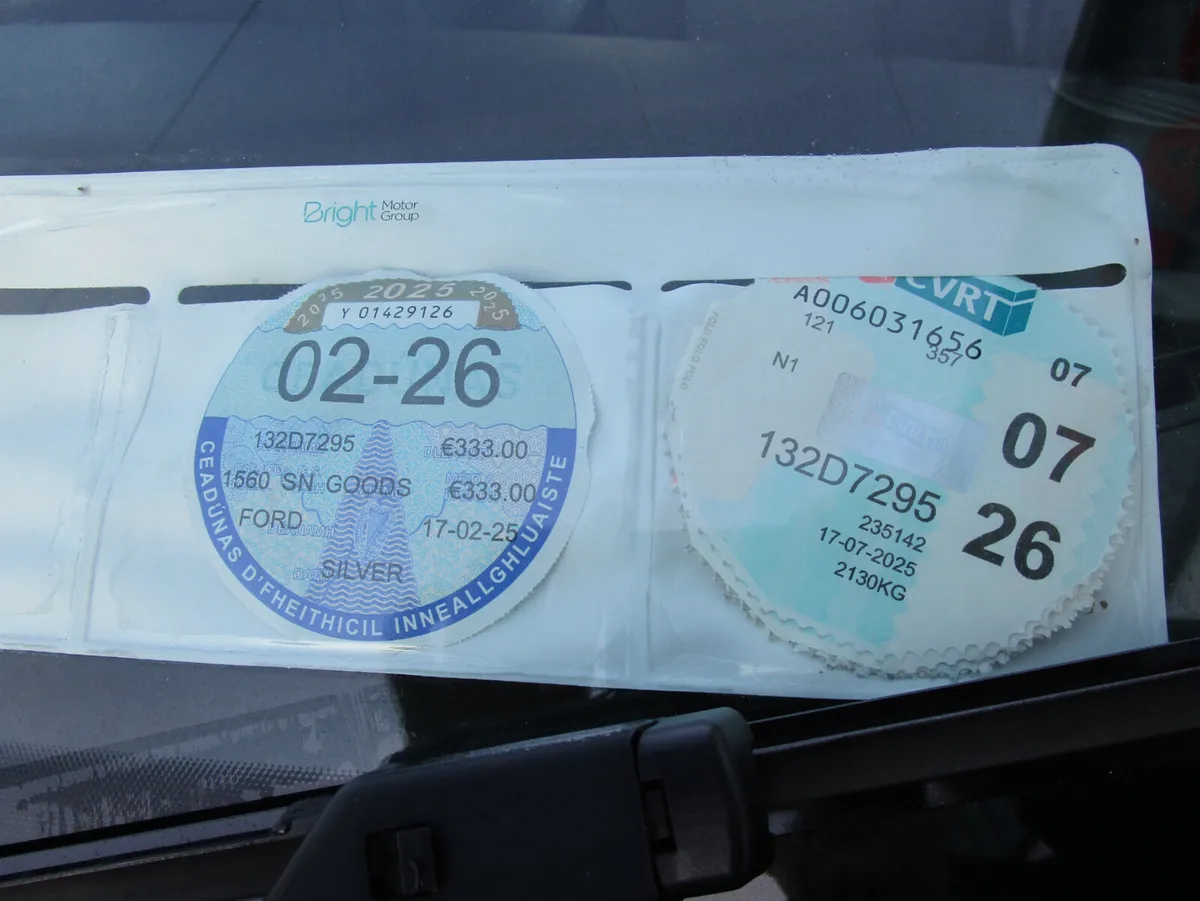 Bright Motor Group
2025 2025 2025
Y 01429126
02-26
132D7295 €333.00
1560 SN GOODS €333.00
FORD 17-02-25
SILVER
CEADÚNAS D'FHEITHICIL INNEALLGHLUAISTE
CVRT
A006031656
121 357
N1 07
07
26
132D7295
235142
17-07-2025
2130KG